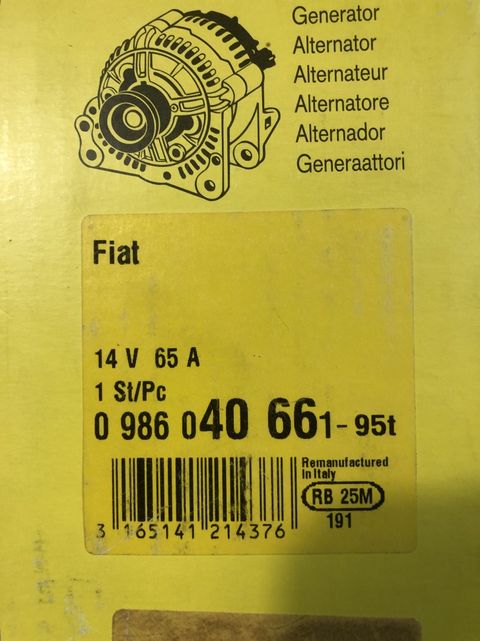 Generator
Alternator
Alternateur
Alternatore
Alternador
Generaattori
Fiat
14 V 65 A
1 St/Pc
0 986 040 661-95t
Remanufactured
In Italy
RB 25M
191
3 165141 214376